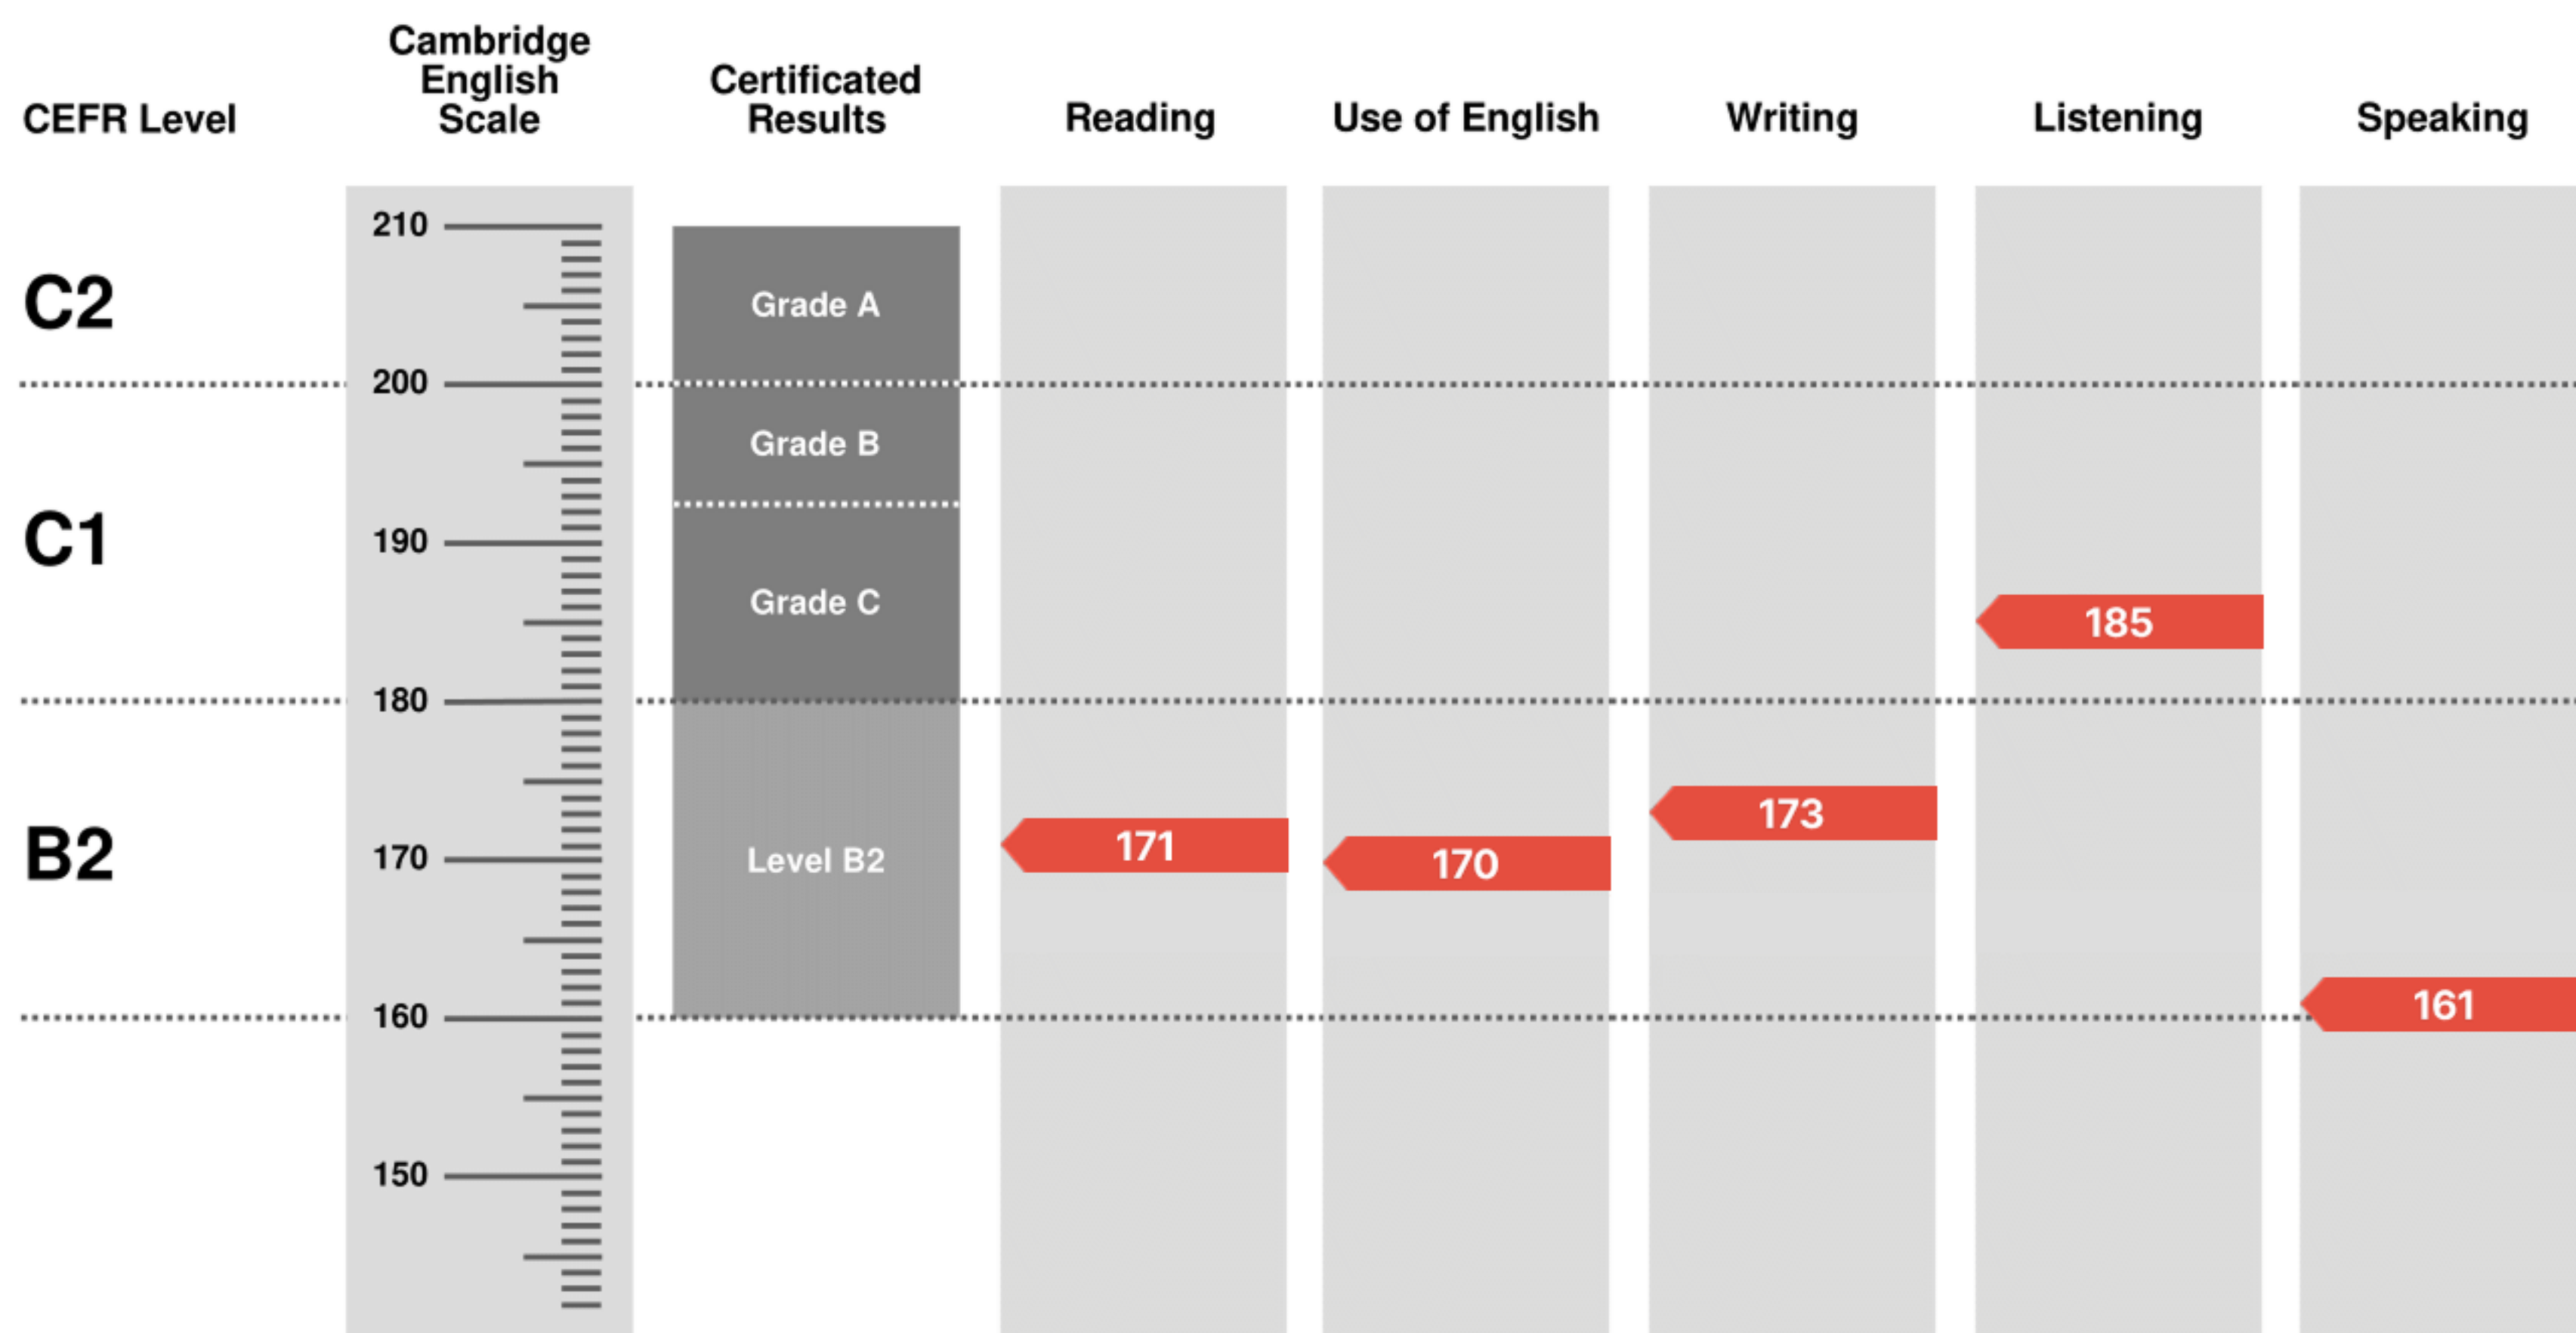 Cambridge
English
Scale
Certificated
Results
CEFR Level
Reading
Use of English
Writing
Listening
Speaking
210
C2
Grade A
200
Grade B
C1
190
Grade C
185
180
173
B2
170
Level B2
171
170
160
161
150